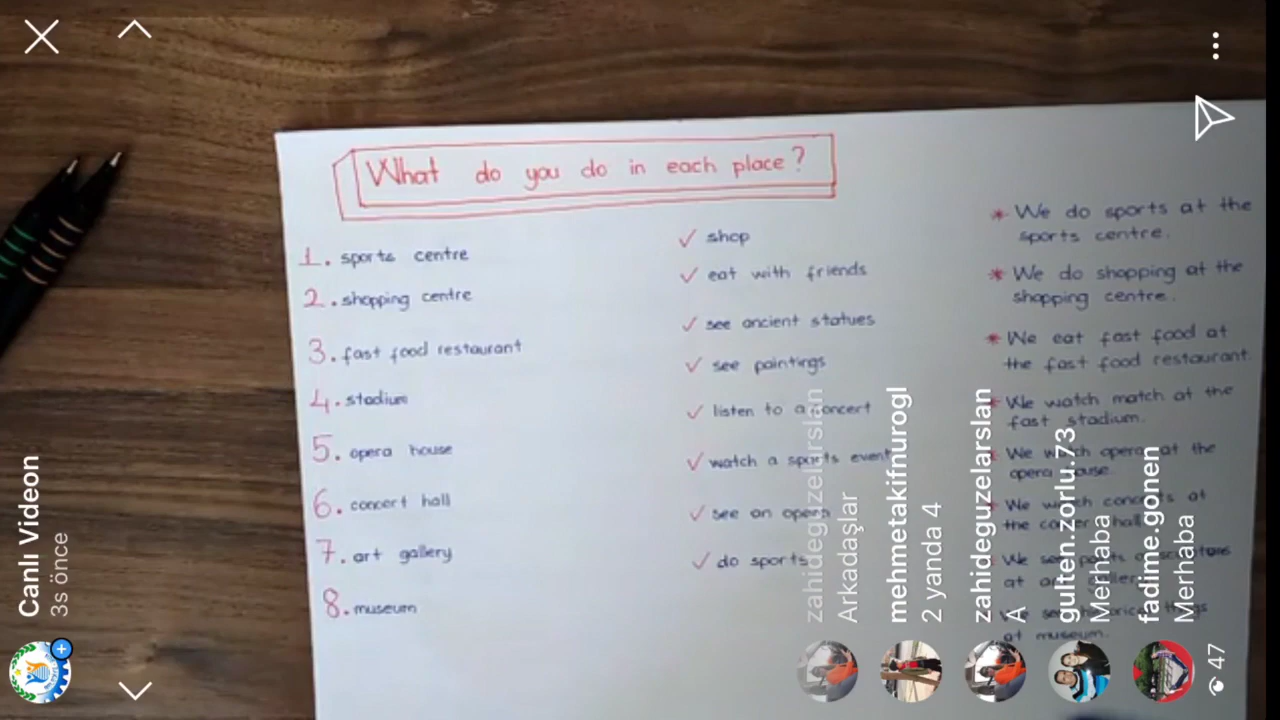 What do you do in each place?
1. sports centre
2. shopping centre
3. fast food restaurant
4. stadium
5. opera house
6. concert hall
7. art gallery
8. museum
✓ shop
✓ eat with friends
✓ see ancient statues
✓ see paintings
✓ listen to a concert
✓ watch a sports event
✓ see an opera
✓ do sports
* We do sports at the
sports centre.
* We do shopping at the
shopping centre.
* We eat fast food at
the fast food restaurant.
* We watch match at the
fast stadium.
* We watch opera at the
opera house.
* We watch concerts at
the concert hall
We see
at
of museum.
Canlı Videon
3s önce
zahideguzelarslan
Arkadaşlar
mehmetakifnurogl
2 yanda 4
zahideguzelarslan
A
gulten.zorlu.73
Merhaba
fadime.gonen
Merhaba
47